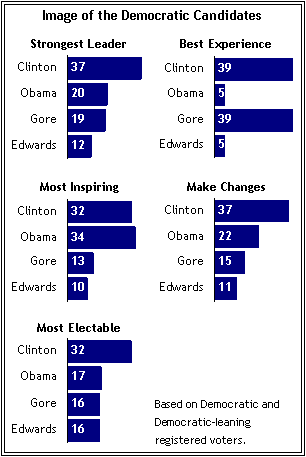 Image of the Democratic Candidates
Strongest Leader
Clinton 37
Obama 20
Gore 19
Edwards 12
Best Experience
Clinton 39
Obama 5
Gore 39
Edwards 5
Most Inspiring
Clinton 32
Obama 34
Gore 13
Edwards 10
Make Changes
Clinton 37
Obama 22
Gore 15
Edwards 11
Most Electable
Clinton 32
Obama 17
Gore 16
Edwards 16
Based on Democratic and
Democratic-leaning
registered voters.